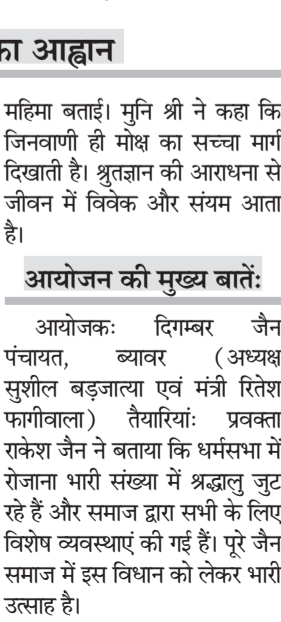 का आह्वान
महिमा बताई। मुनि श्री ने कहा कि
जिनवाणी ही मोक्ष का सच्चा मार्ग
दिखाती है। श्रुतज्ञान की आराधना से
जीवन में विवेक और संयम आता
है।
आयोजन की मुख्य बातें:
आयोजक: दिगम्बर जैन
पंचायत, ब्यावर (अध्यक्ष
सुशील बड़जात्या एवं मंत्री रितेश
फागीवाला) तैयारियां: प्रवक्ता
राकेश जैन ने बताया कि धर्मसभा में
रोजाना भारी संख्या में श्रद्धालु जुट
रहे हैं और समाज द्वारा सभी के लिए
विशेष व्यवस्थाएं की गई हैं। पूरे जैन
समाज में इस विधान को लेकर भारी
उत्साह है।